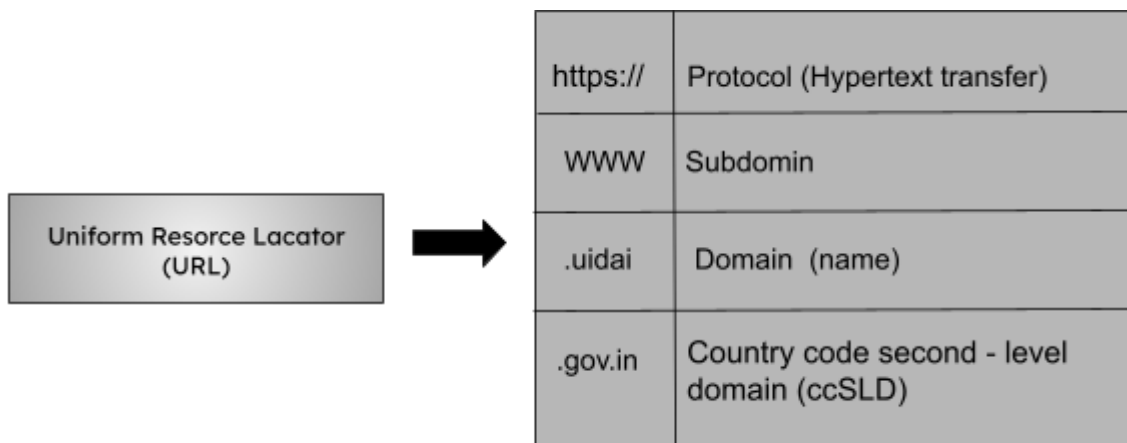 Uniform Resorce Lacator
(URL)
https:// Protocol (Hypertext transfer)
WWW Subdomin
.uidai Domain (name)
.gov.in Country code second - level
domain (ccSLD)